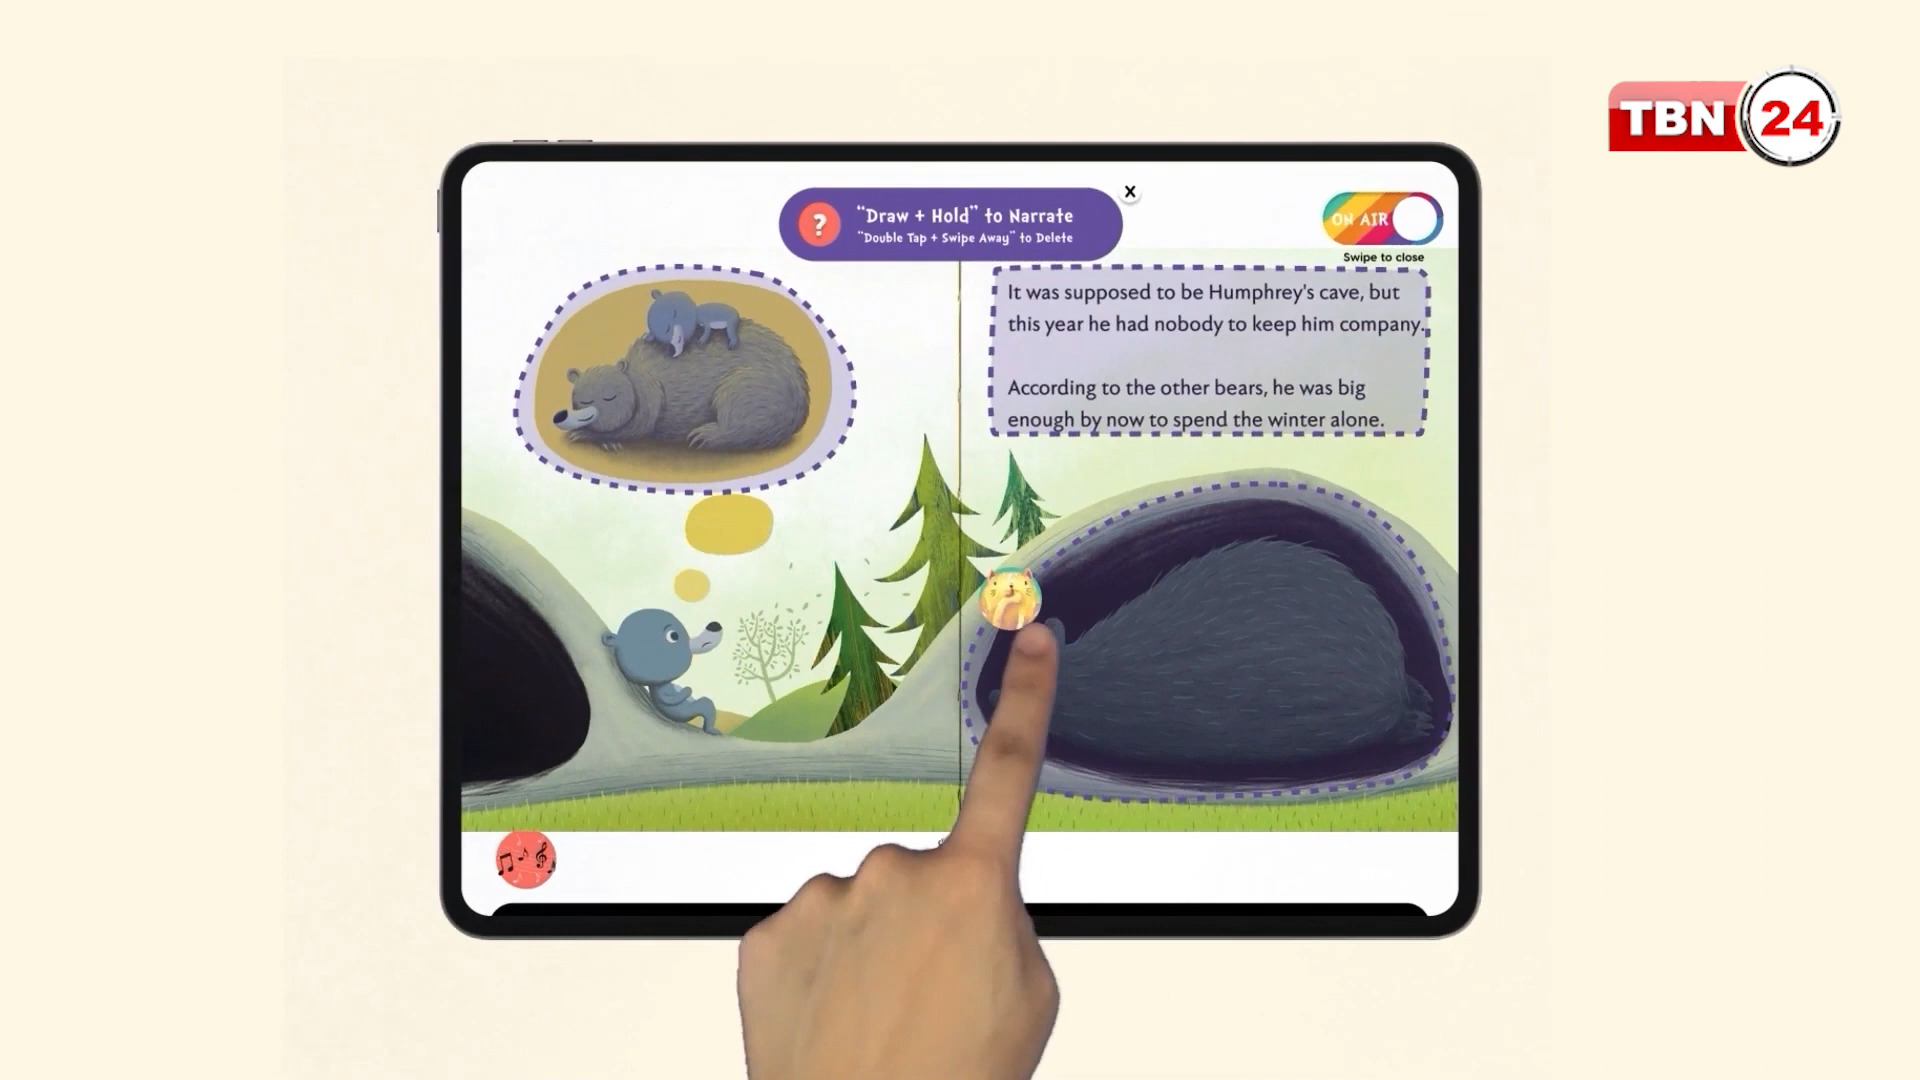 TBN 24
"Draw + Hold" to Narrate
"Double Tap + Swipe Away" to Delete
?
X
ON AIR
Swipe to close
It was supposed to be Humphrey's cave, but
this year he had nobody to keep him company.
According to the other bears, he was big
enough by now to spend the winter alone.